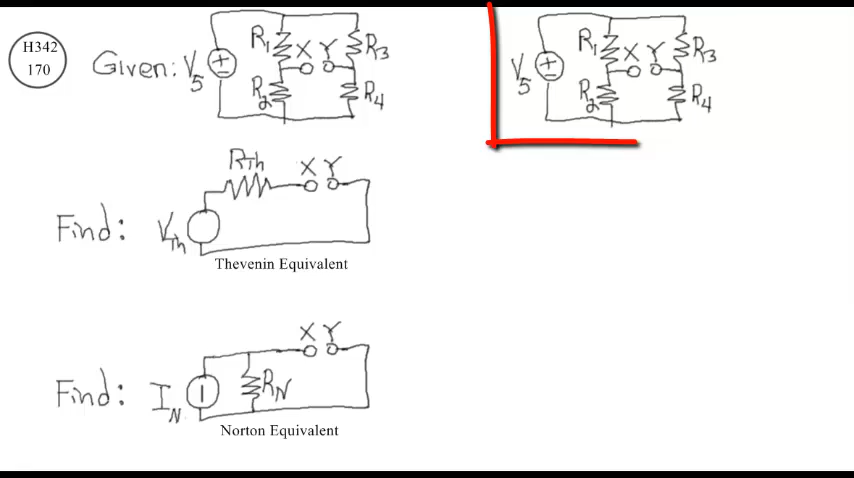 H342
170
Given: V5
R1 X Y R3
R2 R4
V5
R1 X Y R3
R2 R4
RTh X Y
Find: VTh
Thevenin Equivalent
X Y
Find: IN RN
Norton Equivalent